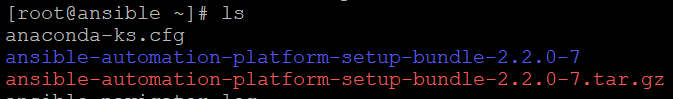 [root@ansible ~]# ls
anaconda-ks.cfg
ansible-automation-platform-setup-bundle-2.2.0-7
ansible-automation-platform-setup-bundle-2.2.0-7.tar.gz